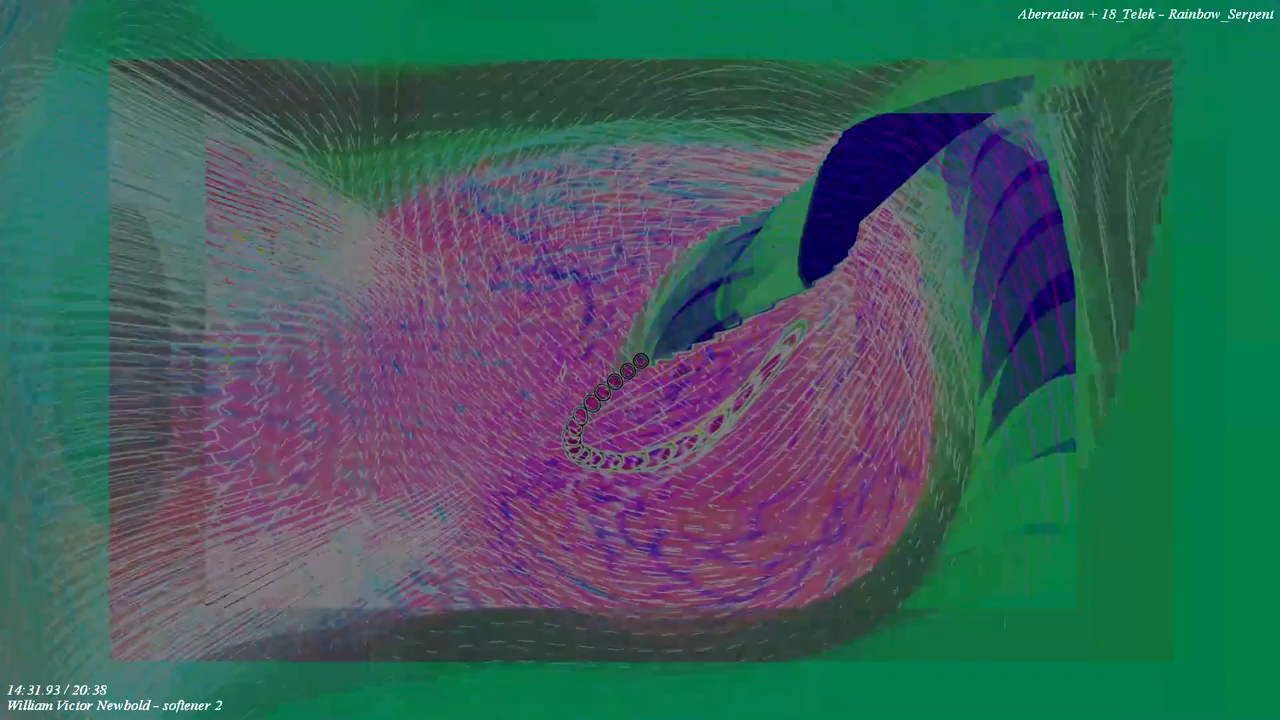 Aberration + 18_Telek - Rainbow_Serpent
14:31.93 / 20:38
William Victor Newbold - softener 2